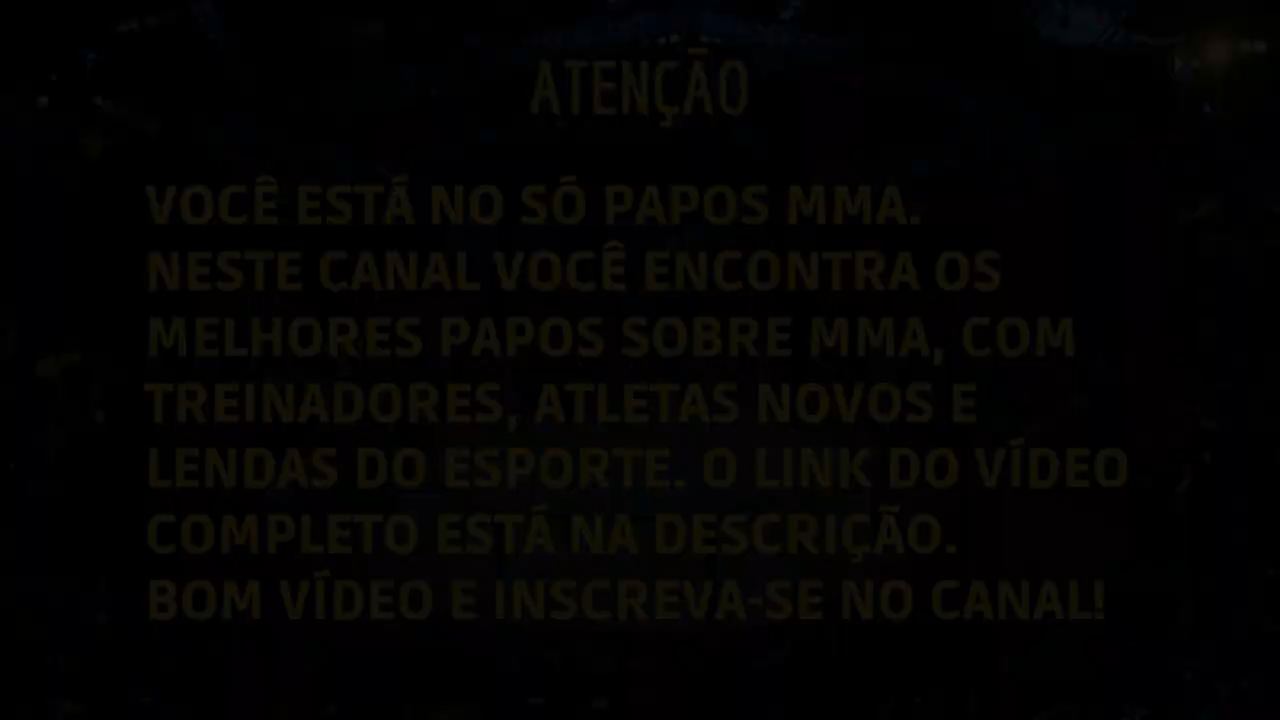 ATENÇÃO
VOCÊ ESTÁ NO SÓ PAPOS MMA.
NESTE CANAL VOCÊ ENCONTRA OS
MELHORES PAPOS SOBRE MMA, COM
TREINADORES, ATLETAS NOVOS E
LENDAS DO ESPORTE. O LINK DO VÍDEO
COMPLETO ESTÁ NA DESCRIÇÃO.
BOM VÍDEO E INSCREVA-SE NO CANAL!